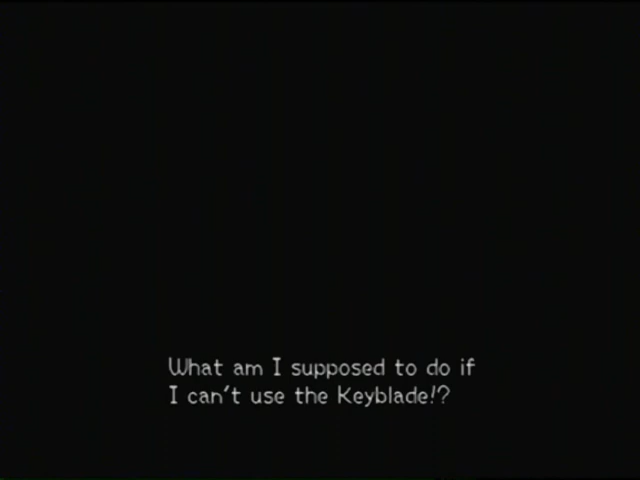 What am I supposed to do if
I can't use the Keyblade!?